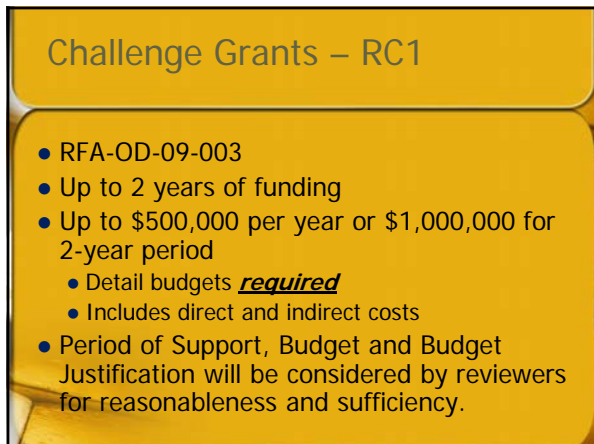 Challenge Grants – RC1
● RFA-OD-09-003
● Up to 2 years of funding
● Up to $500,000 per year or $1,000,000 for
2-year period
● Detail budgets required
● Includes direct and indirect costs
● Period of Support, Budget and Budget
Justification will be considered by reviewers
for reasonableness and sufficiency.